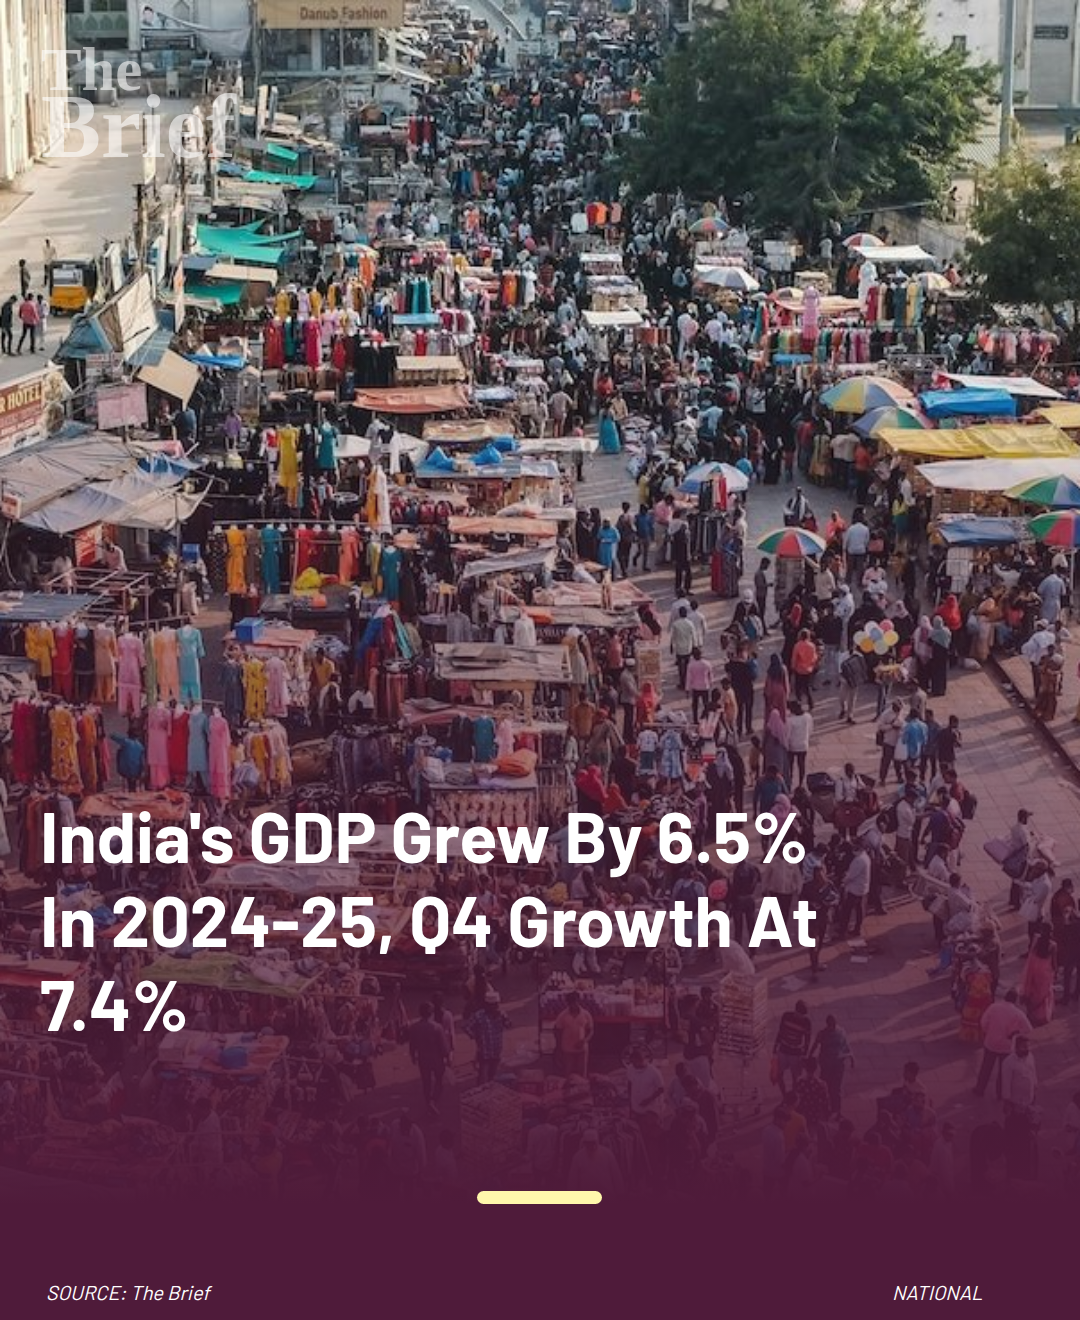 Danub Fashion
The
Brief
R HOTEL
India's GDP Grew By 6.5%
In 2024-25, Q4 Growth At
7.4%
SOURCE: The Brief
NATIONAL